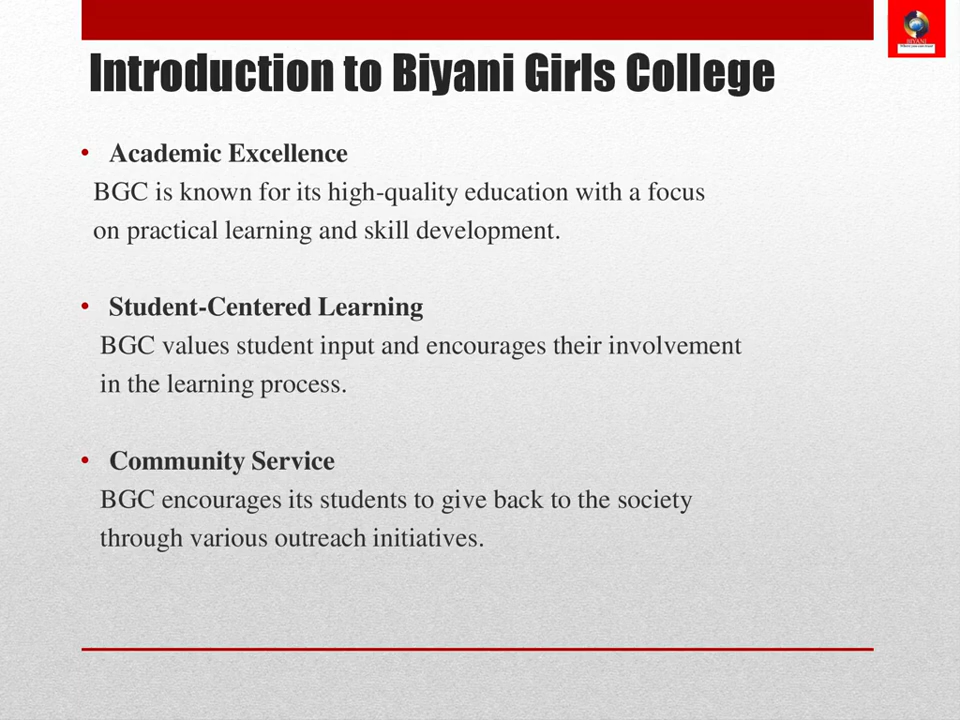 BIYANI
Introduction to Biyani Girls College
• Academic Excellence
BGC is known for its high-quality education with a focus
on practical learning and skill development.
• Student-Centered Learning
BGC values student input and encourages their involvement
in the learning process.
• Community Service
BGC encourages its students to give back to the society
through various outreach initiatives.